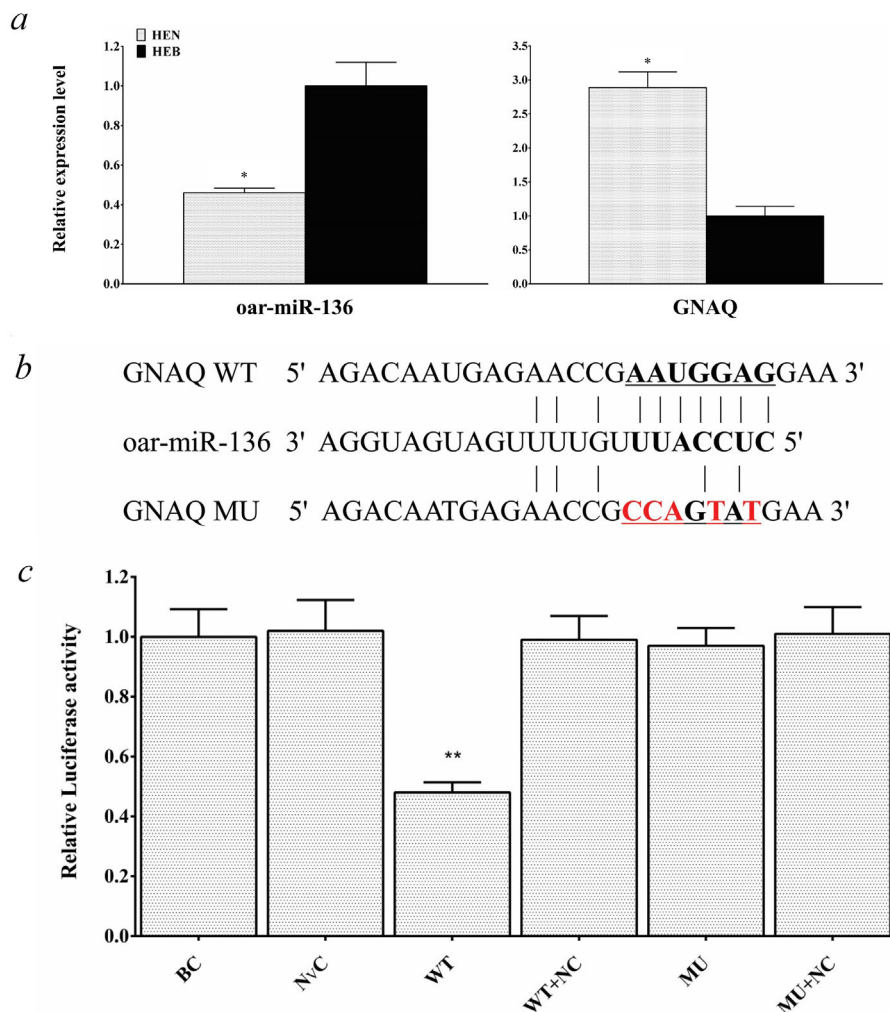 a
HEN
HEB
Relative expression level
1.2
1.0
0.8
0.6
0.4
0.2
0.0
*
oar-miR-136
3.5
3.0
2.5
2.0
1.5
1.0
0.5
0.0
*
GNAQ
b
GNAQ WT 5' AGACAAUGAGAACCGAAUGGAGGAA 3'
oar-miR-136 3' AGGUAGUAGUUUUGUUUACCUC 5'
GNAQ MU 5' AGACAATGAGAACCGCCAGTATGAA 3'
c
Relative Luciferase activity
1.2
1.0
0.8
0.6
0.4
0.2
0.0
**
BC
NvC
WT
WT+NC
MU
MU+NC